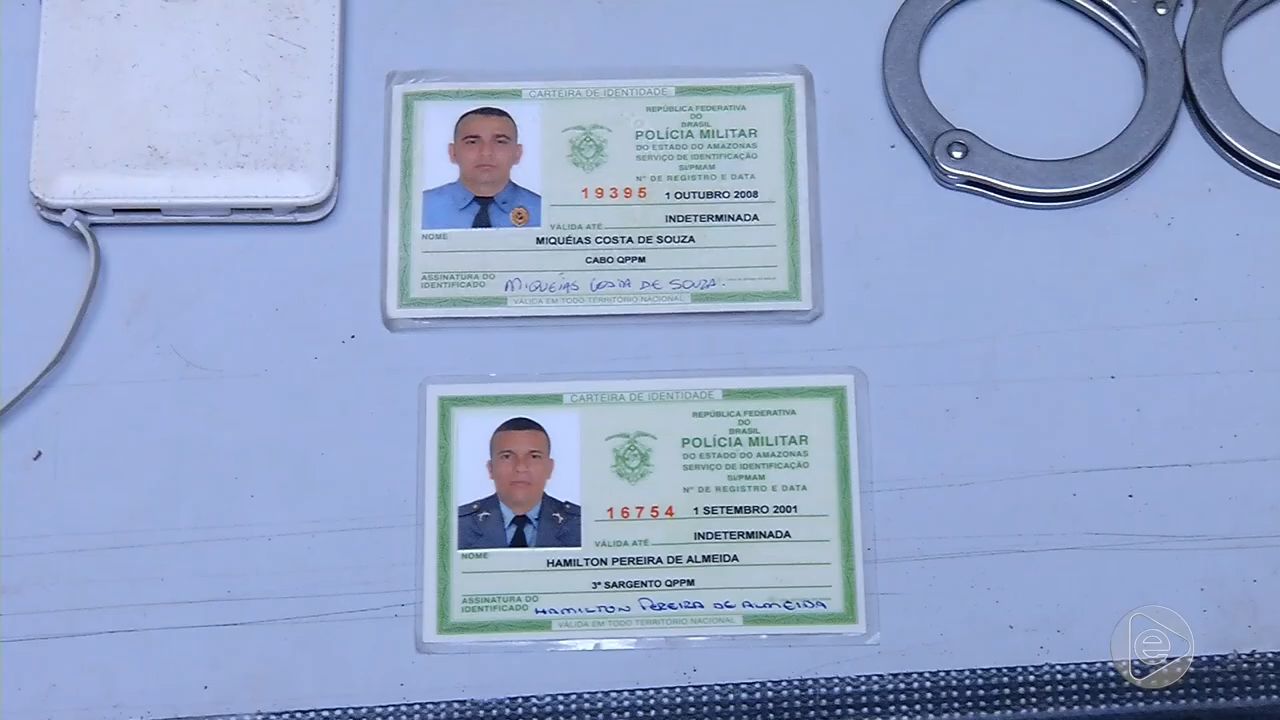 CARTEIRA DE IDENTIDADE
REPÚBLICA FEDERATIVA
DO
BRASIL
POLÍCIA MILITAR
DO ESTADO DO AMAZONAS
SERVIÇO DE IDENTIFICAÇÃO
SI/PMAM
Nº DE REGISTRO E DATA
19395 1 OUTUBRO 2008
VÁLIDA ATÉ INDETERMINADA
NOME
MIQUÉIAS COSTA DE SOUZA
CABO QPPM
ASSINATURA DO
IDENTIFICADO MIQUÉIAS COSTA DE SOUZA.
VÁLIDA EM TODO TERRITÓRIO NACIONAL
CARTEIRA DE IDENTIDADE
REPÚBLICA FEDERATIVA
DO
BRASIL
POLÍCIA MILITAR
DO ESTADO DO AMAZONAS
SERVIÇO DE IDENTIFICAÇÃO
SI/PMAM
Nº DE REGISTRO E DATA
16754 1 SETEMBRO 2001
VÁLIDA ATÉ INDETERMINADA
NOME
HAMILTON PEREIRA DE ALMEIDA
3º SARGENTO QPPM
ASSINATURA DO
IDENTIFICADO HAMILTON PEREIRA DE ALMEIDA
VÁLIDA EM TODO TERRITÓRIO NACIONAL
e